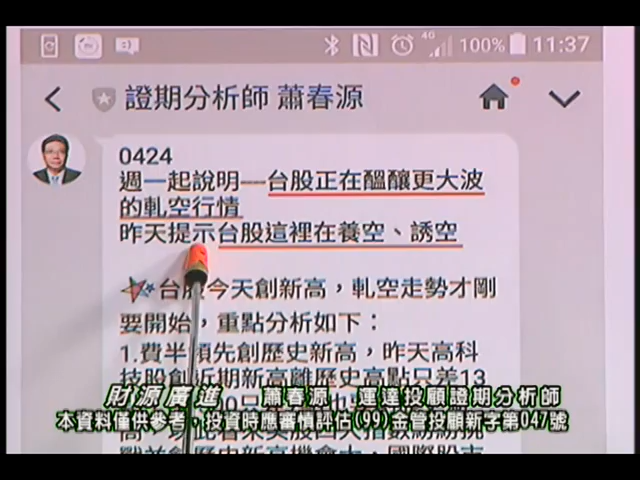 4G 100% 11:37
證期分析師 蕭春源
0424
週一起說明—台股正在醞釀更大波
的軋空行情
昨天提示台股這裡在養空、誘空
台股今天創新高，軋空走勢才剛
要開始，重點分析如下：
1.費半領先創歷史新高，昨天高科
技股創近期新高離歷史高點只差13
財源廣進 蕭春源 運達投顧證期分析師
本資料僅供參考，投資時應審慎評估(99)金管投顧新字第047號